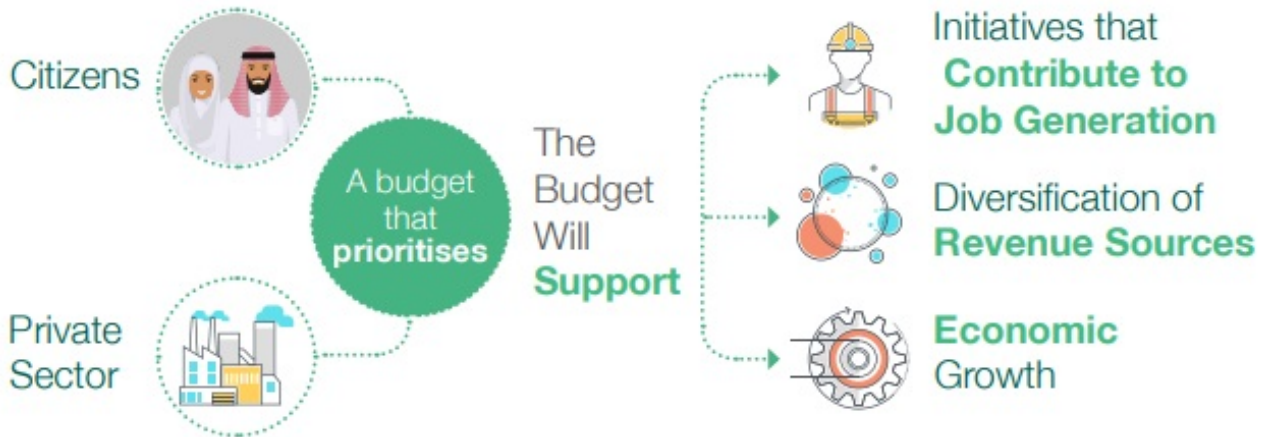 Citizens
Private
Sector
A budget
that
prioritises
The
Budget
Will
Support
Initiatives that
Contribute to
Job Generation
Diversification of
Revenue Sources
Economic
Growth